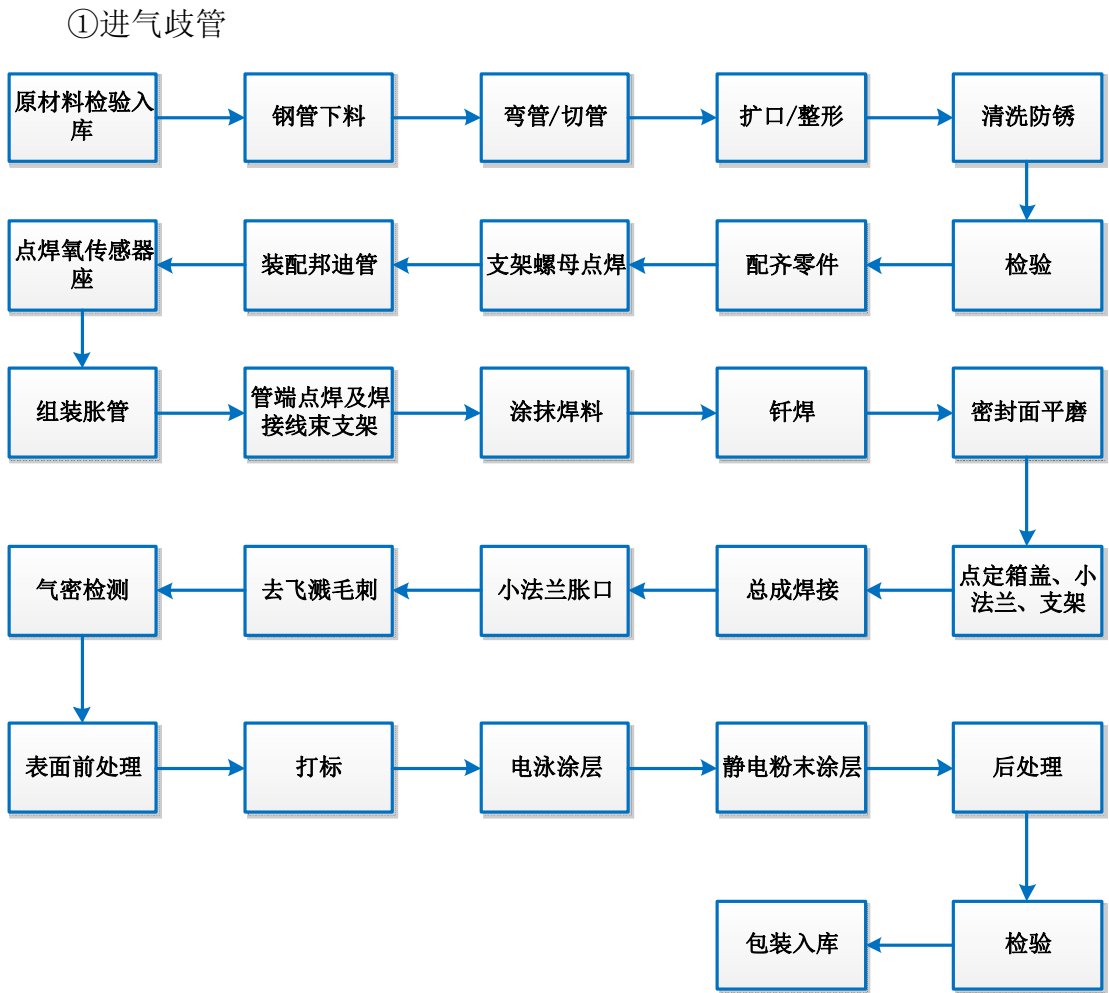 ①进气歧管
原材料检验入
库
钢管下料
弯管/切管
扩口/整形
清洗防锈
检验
配齐零件
支架螺母点焊
装配邦迪管
点焊氧传感器
座
组装胀管
管端点焊及焊
接线束支架
涂抹焊料
钎焊
密封面平磨
点定箱盖、小
法兰、支架
总成焊接
小法兰胀口
去飞溅毛刺
气密检测
表面前处理
打标
电泳涂层
静电粉末涂层
后处理
检验
包装入库